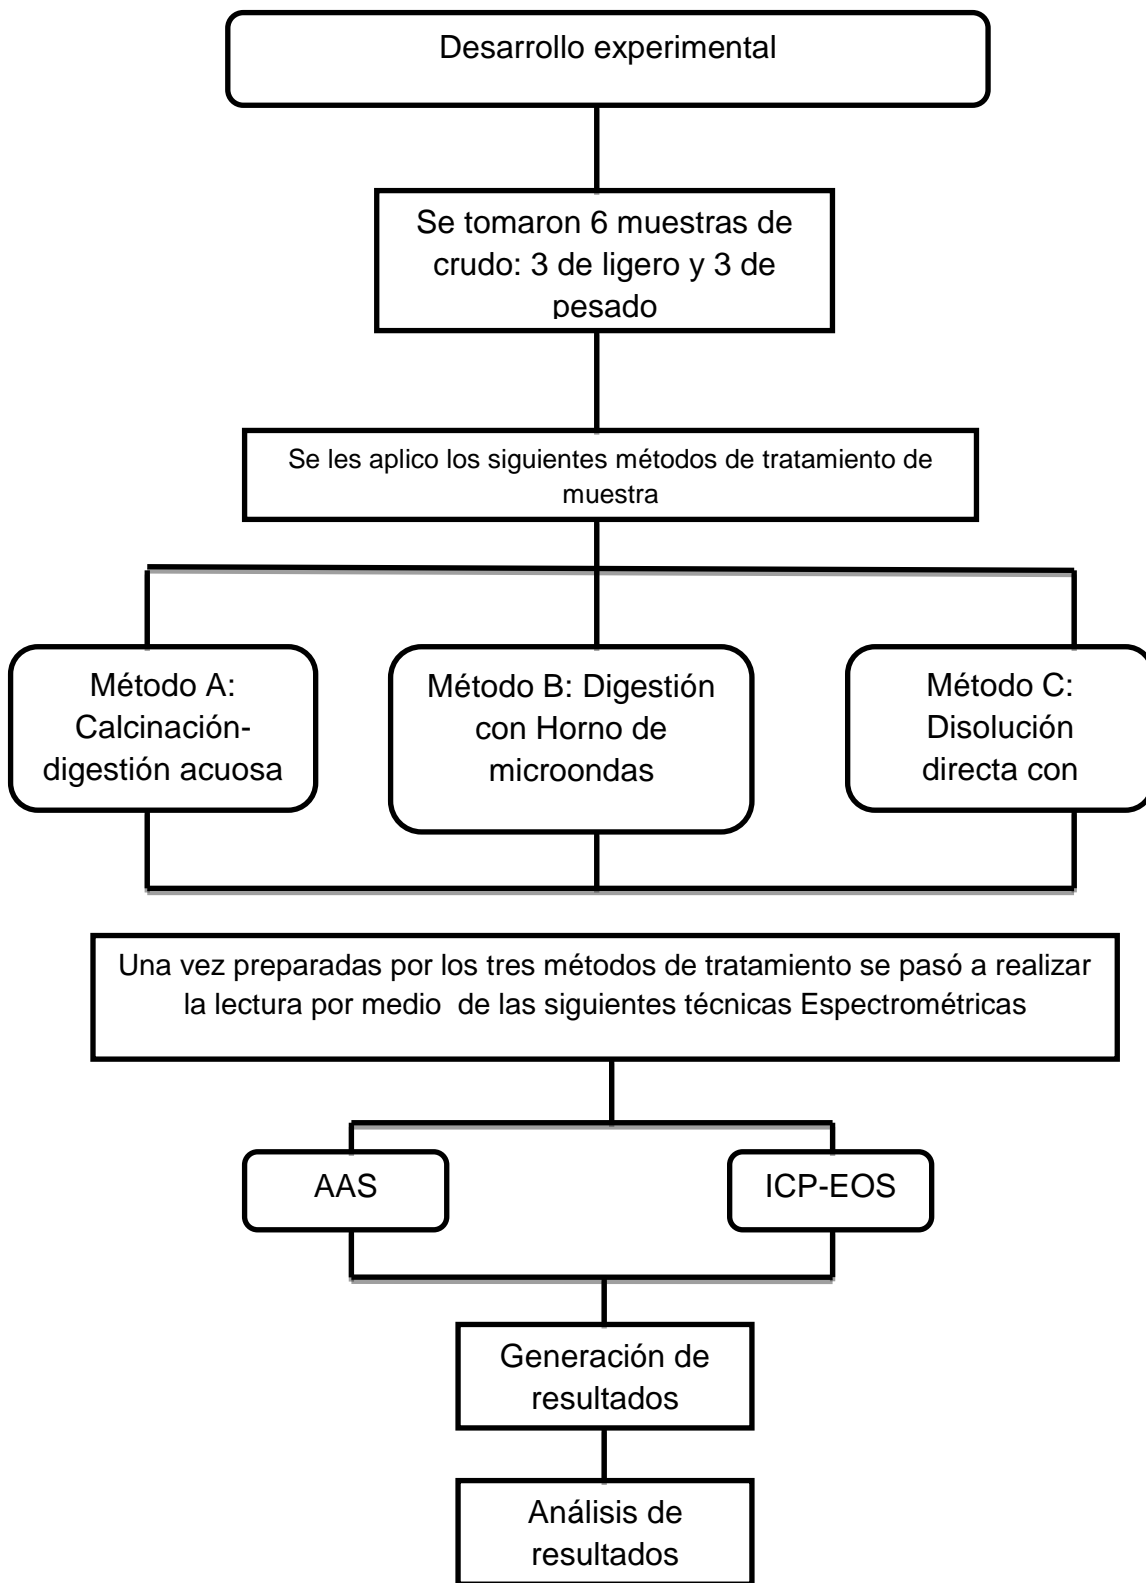 Desarrollo experimental
Se tomaron 6 muestras de
crudo: 3 de ligero y 3 de
pesado
Se les aplico los siguientes métodos de tratamiento de
muestra
Método A:
Calcinación-
digestión acuosa
Método B: Digestión
con Horno de
microondas
Método C:
Disolución
directa con
Una vez preparadas por los tres métodos de tratamiento se pasó a realizar
la lectura por medio  de las siguientes técnicas Espectrométricas
AAS
ICP-EOS
Generación de
resultados
Análisis de
resultados